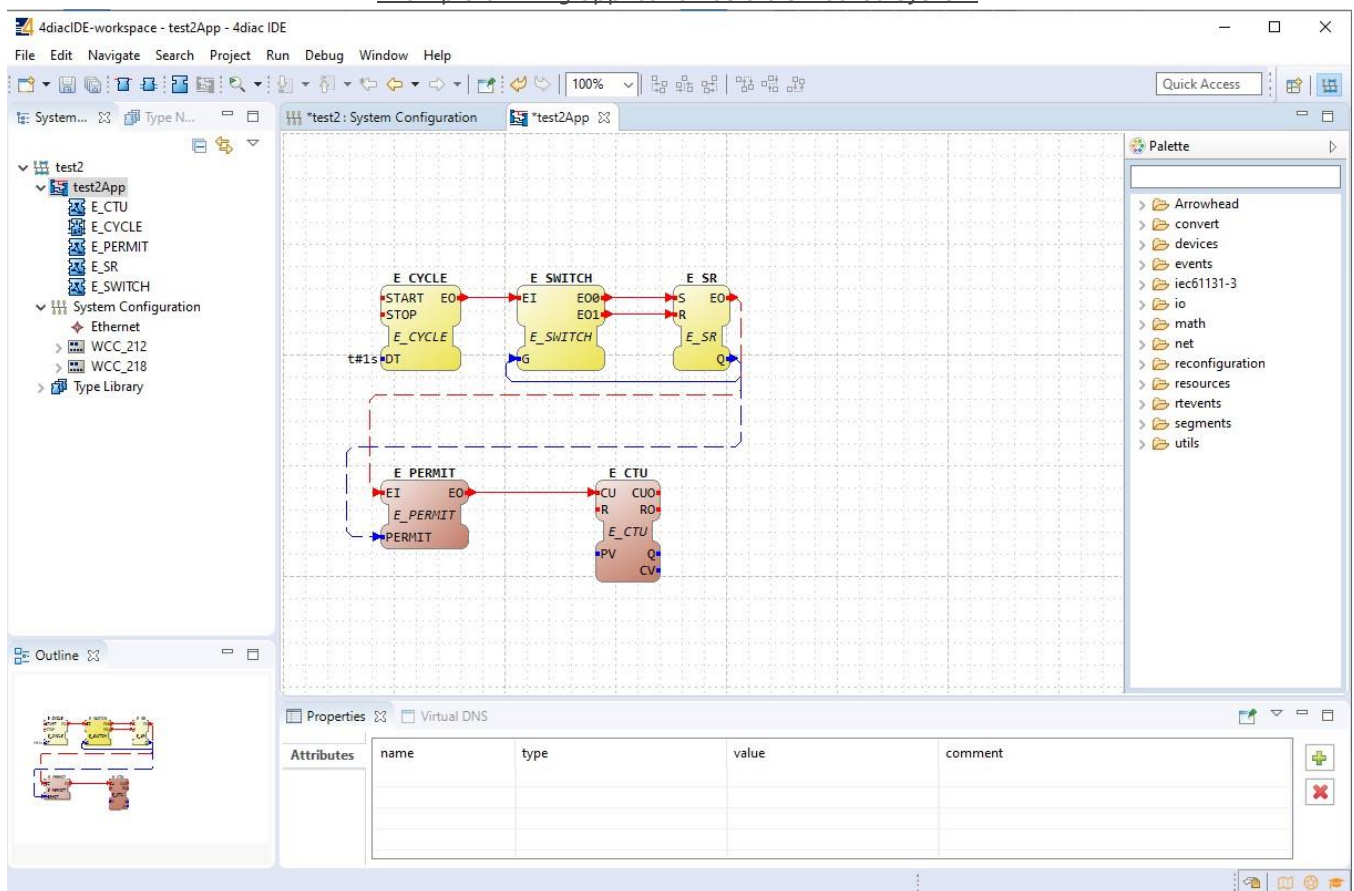 4diacIDE-workspace - test2App - 4diac IDE
File Edit Navigate Search Project Run Debug Window Help
100%
Quick Access
System...
Type N...
*test2 : System Configuration
*test2App
test2
test2App
E_CTU
E_CYCLE
E_PERMIT
E_SR
E_SWITCH
System Configuration
Ethernet
WCC_212
WCC_218
Type Library
E_CYCLE
START EO
STOP
E_CYCLE
t#1s DT
E_SWITCH
EI EO0
EO1
E_SWITCH
G
E_SR
S EO
R
E_SR
Q
E_PERMIT
EI EO
E_PERMIT
PERMIT
E_CTU
CU CUO
R RO
E_CTU
PV Q
CV
Palette
Arrowhead
convert
devices
events
iec61131-3
io
math
net
reconfiguration
resources
rtevents
segments
utils
Outline
Properties
Virtual DNS
Attributes
name type value comment